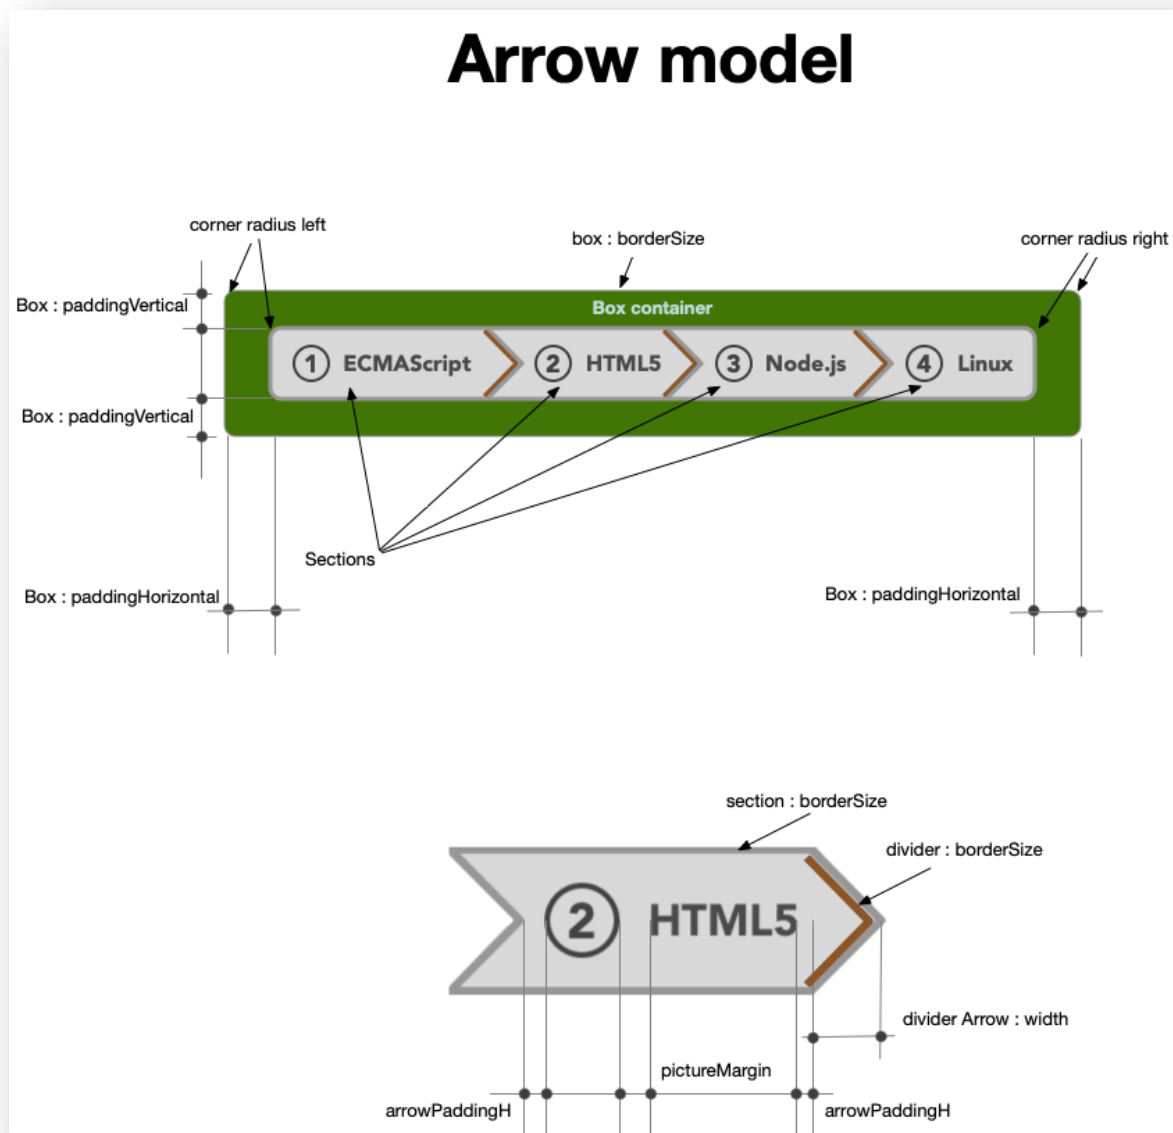 Arrow model
corner radius left
box : borderSize
corner radius right
Box : paddingVertical
Box container
1 ECMAScript 2 HTML5 3 Node.js 4 Linux
Box : paddingVertical
Sections
Box : paddingHorizontal
Box : paddingHorizontal
section : borderSize
divider : borderSize
2 HTML5
divider Arrow : width
pictureMargin
arrowPaddingH
arrowPaddingH